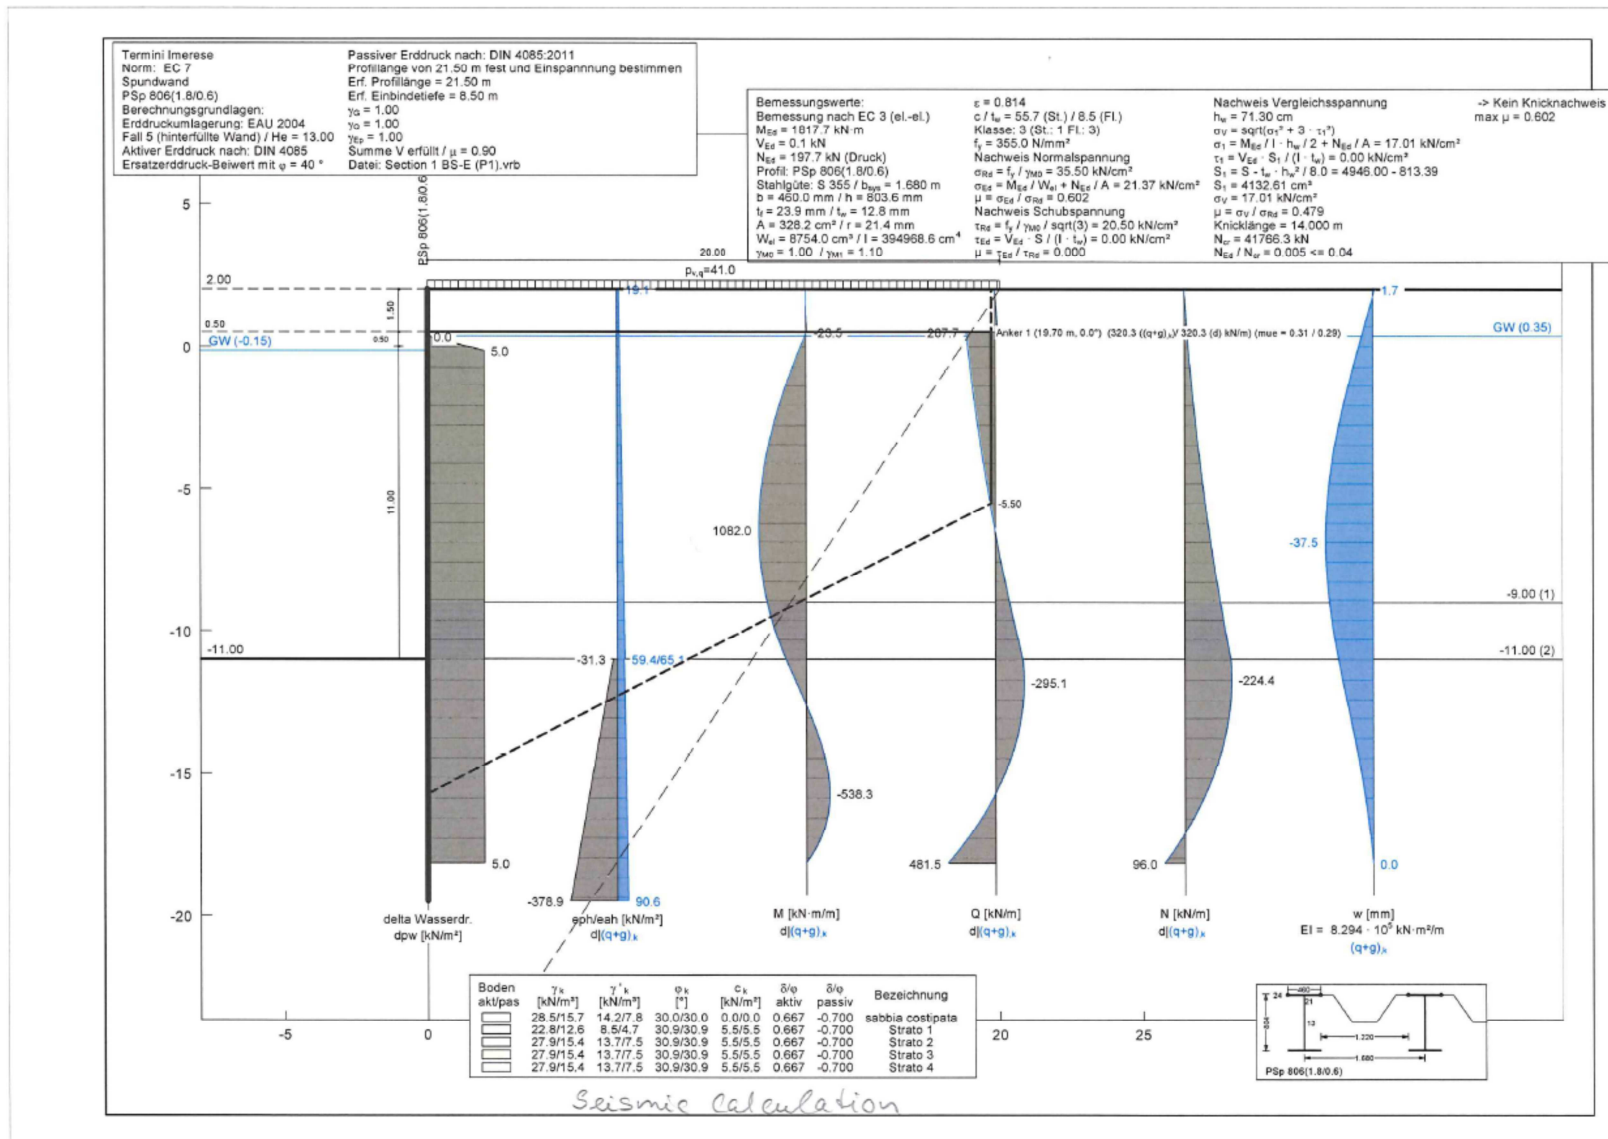 Termini Imerese
Norm: EC 7
Spundwand
PSp 806(1.8/0.6)
Berechnungsgrundlagen:
Erddruckumlagerung: EAU 2004
Fall 5 (hinterfüllte Wand) / He = 13.00
Aktiver Erddruck nach: DIN 4085
Ersatzerddruck-Beiwert mit φ = 40 °
Passiver Erddruck nach: DIN 4085:2011
Profillänge von 21.50 m fest und Einspannnung bestimmen
Erf. Profillänge = 21.50 m
Erf. Einbindetiefe = 8.50 m
γG = 1.00
γQ = 1.00
γEp = 1.00
Summe V erfüllt / μ = 0.90
Datei: Section 1 BS-E (P1).vrb
Bemessungswerte:
Bemessung nach EC 3 (el.-el.)
MEd = 1817.7 kN·m
VEd = 0.1 kN
NEd = 197.7 kN (Druck)
Profil: PSp 806(1.8/0.6)
Stahlgüte: S 355 / bsys = 1.680 m
b = 460.0 mm / h = 803.6 mm
tf = 23.9 mm / tw = 12.8 mm
A = 328.2 cm² / r = 21.4 mm
Wel = 8754.0 cm³ / I = 394968.6 cm⁴
γM0 = 1.00 / γM1 = 1.10
ε = 0.814
c / tw = 55.7 (St.) / 8.5 (Fl.)
Klasse: 3 (St.: 1 Fl.: 3)
fy = 355.0 N/mm²
Nachweis Normalspannung
σRd = fy / γM0 = 35.50 kN/cm²
σEd = MEd / Wel + NEd / A = 21.37 kN/cm²
μ = σEd / σRd = 0.602
Nachweis Schubspannung
τRd = fy / γM0 / sqrt(3) = 20.50 kN/cm²
τEd = VEd · S / (I · tw) = 0.00 kN/cm²
μ = τEd / τRd = 0.000
Nachweis Vergleichsspannung
hw = 71.30 cm
σV = sqrt(σ1² + 3 · τ1²)
σ1 = MEd / I · hw / 2 + NEd / A = 17.01 kN/cm²
τ1 = VEd · S1 / (I · tw) = 0.00 kN/cm²
S1 = S - tw · hw² / 8.0 = 4946.00 - 813.39
S1 = 4132.61 cm³
σV = 17.01 kN/cm²
μ = σV / σRd = 0.479
Knicklänge = 14.000 m
Ncr = 41766.3 kN
NEd / Ncr = 0.005 <= 0.04
-> Kein Knicknachweis
max μ = 0.602
PSp 806(1.8/0.6
5
20.00
pv,q=41.0
2.00
19.1
1.7
1.50
0.50
0.50
0
GW (-0.15)
0.0
5.0
-23.5
207.7
Anker 1 (19.70 m, 0.0°) (320.3 ((q+g),k)/ 320.3 (d) kN/m) (mue = 0.31 / 0.29)
GW (0.35)
-5
11.00
1082.0
-5.50
-37.5
-9.00 (1)
-10
-11.00
-31.3
59.4/65.1
-11.00 (2)
-295.1
-224.4
-15
-538.3
5.0
481.5
96.0
0.0
-378.9
90.6
-20
delta Wasserdr.
dpw [kN/m²]
eph/eah [kN/m²]
d|(q+g),k
M [kN·m/m]
d|(q+g),k
Q [kN/m]
d|(q+g),k
N [kN/m]
d|(q+g),k
w [mm]
EI = 8.294 · 10⁵ kN·m²/m
(q+g),k
-5
0
20
25
Boden akt/pas γk [kN/m³] γ'k [kN/m³] φk [°] ck [kN/m²] δ/φ aktiv δ/φ passiv Bezeichnung
28.5/15.7 14.2/7.8 30.0/30.0 0.0/0.0 0.667 -0.700 sabbia costipata
22.8/12.6 8.5/4.7 30.9/30.9 5.5/5.5 0.667 -0.700 Strato 1
27.9/15.4 13.7/7.5 30.9/30.9 5.5/5.5 0.667 -0.700 Strato 2
27.9/15.4 13.7/7.5 30.9/30.9 5.5/5.5 0.667 -0.700 Strato 3
27.9/15.4 13.7/7.5 30.9/30.9 5.5/5.5 0.667 -0.700 Strato 4
24
460
21
804
13
1.220
1.680
PSp 806(1.8/0.6)
Seismic Calculation